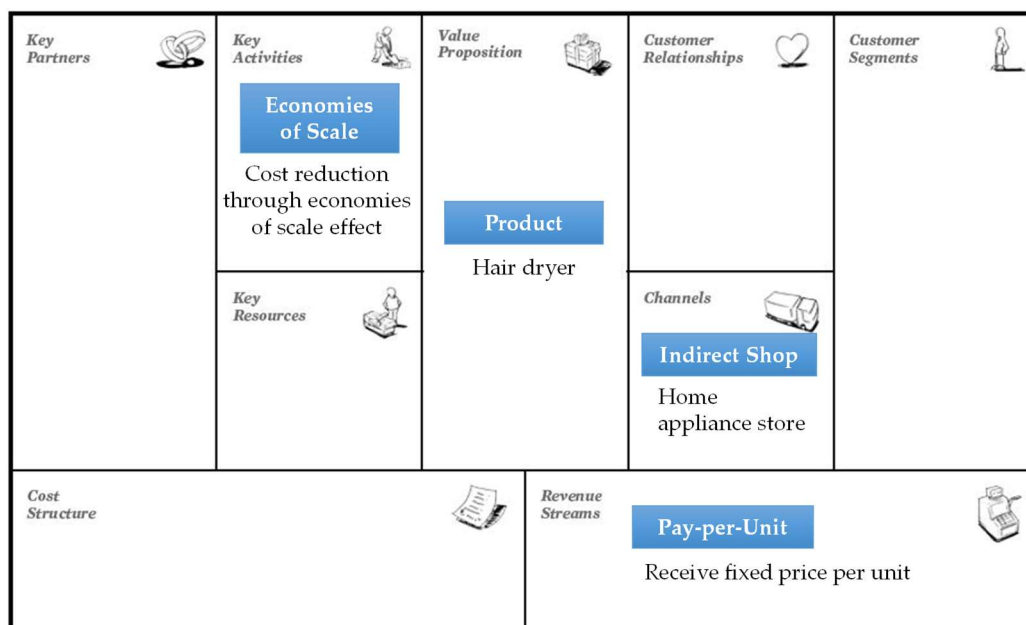 Key
Partners
Key
Activities
Economies
of Scale
Cost reduction
through economies
of scale effect
Key
Resources
Value
Proposition
Product
Hair dryer
Customer
Relationships
Channels
Indirect Shop
Home
appliance store
Customer
Segments
Cost
Structure
Revenue
Streams
Pay-per-Unit
Receive fixed price per unit